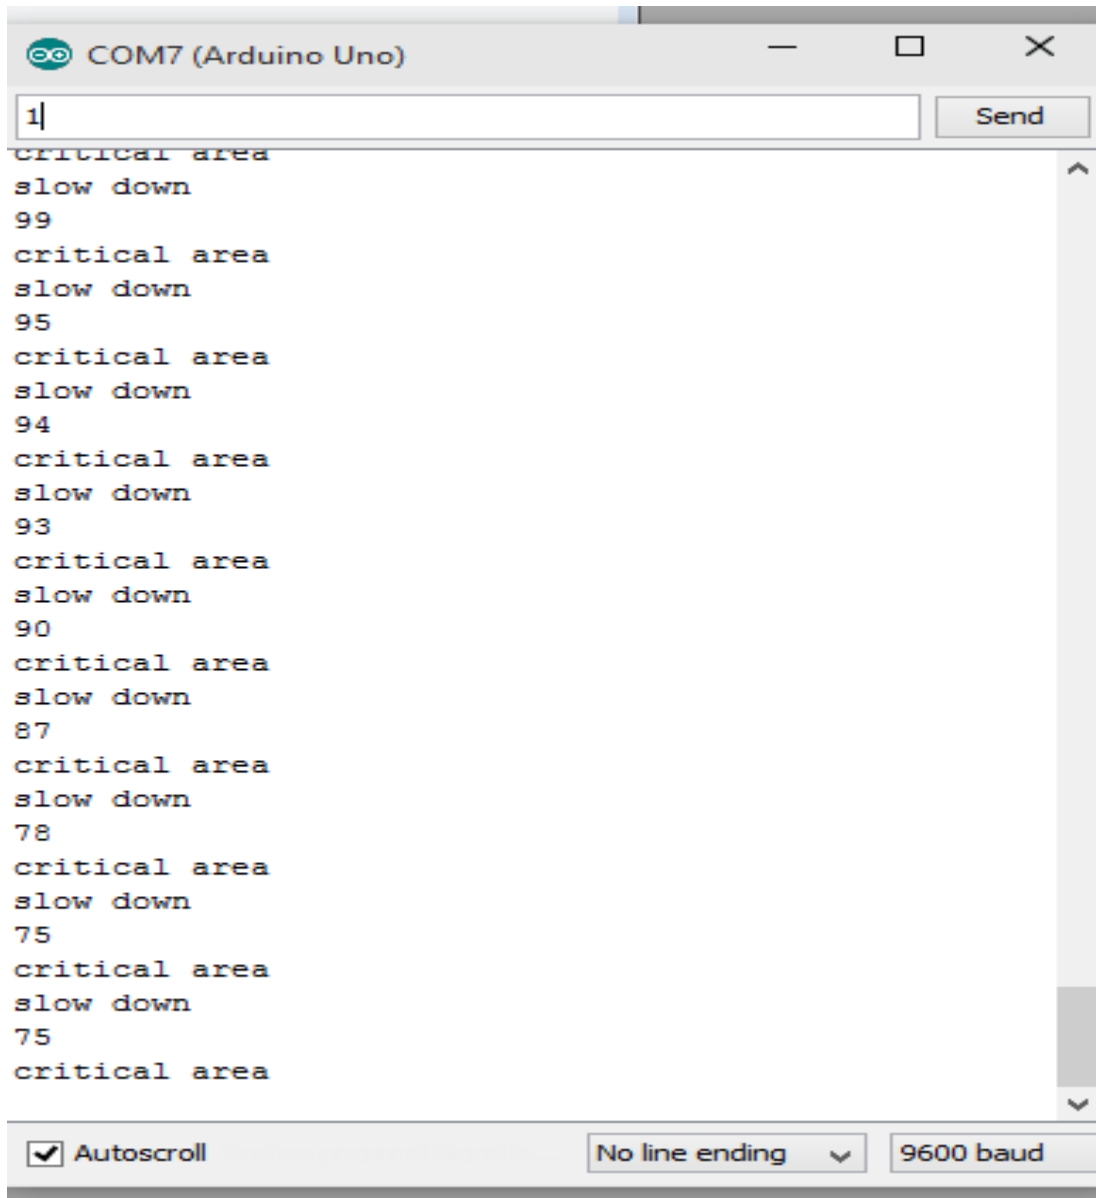 COM7 (Arduino Uno)
1
Send
critical area
slow down
99
critical area
slow down
95
critical area
slow down
94
critical area
slow down
93
critical area
slow down
90
critical area
slow down
87
critical area
slow down
78
critical area
slow down
75
critical area
slow down
75
critical area
Autoscroll
No line ending
9600 baud